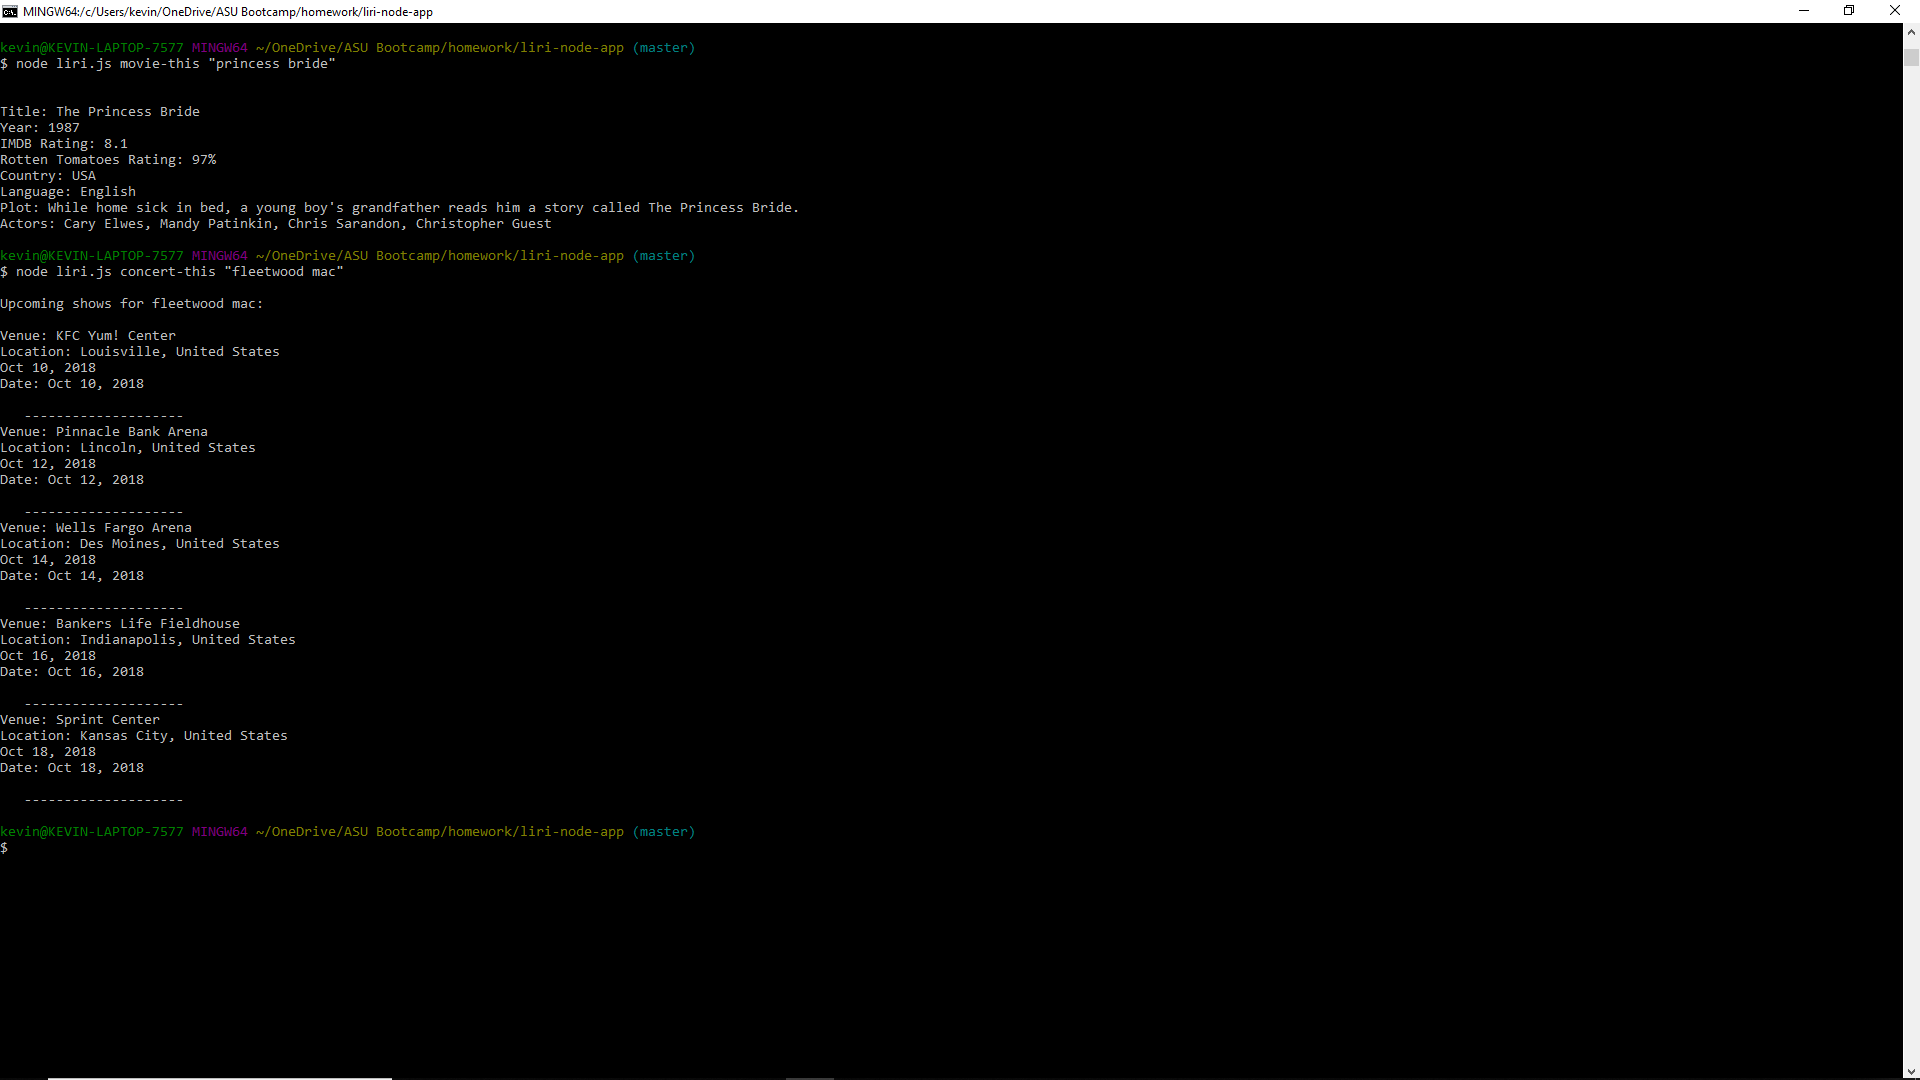 MINGW64:/c/Users/kevin/OneDrive/ASU Bootcamp/homework/liri-node-app
kevin@KEVIN-LAPTOP-7577 MINGW64 ~/OneDrive/ASU Bootcamp/homework/liri-node-app (master)
$ node liri.js movie-this "princess bride"
Title: The Princess Bride
Year: 1987
IMDB Rating: 8.1
Rotten Tomatoes Rating: 97%
Country: USA
Language: English
Plot: While home sick in bed, a young boy's grandfather reads him a story called The Princess Bride.
Actors: Cary Elwes, Mandy Patinkin, Chris Sarandon, Christopher Guest
kevin@KEVIN-LAPTOP-7577 MINGW64 ~/OneDrive/ASU Bootcamp/homework/liri-node-app (master)
$ node liri.js concert-this "fleetwood mac"
Upcoming shows for fleetwood mac:
Venue: KFC Yum! Center
Location: Louisville, United States
Oct 10, 2018
Date: Oct 10, 2018
--------------------
Venue: Pinnacle Bank Arena
Location: Lincoln, United States
Oct 12, 2018
Date: Oct 12, 2018
--------------------
Venue: Wells Fargo Arena
Location: Des Moines, United States
Oct 14, 2018
Date: Oct 14, 2018
--------------------
Venue: Bankers Life Fieldhouse
Location: Indianapolis, United States
Oct 16, 2018
Date: Oct 16, 2018
--------------------
Venue: Sprint Center
Location: Kansas City, United States
Oct 18, 2018
Date: Oct 18, 2018
--------------------
kevin@KEVIN-LAPTOP-7577 MINGW64 ~/OneDrive/ASU Bootcamp/homework/liri-node-app (master)
$